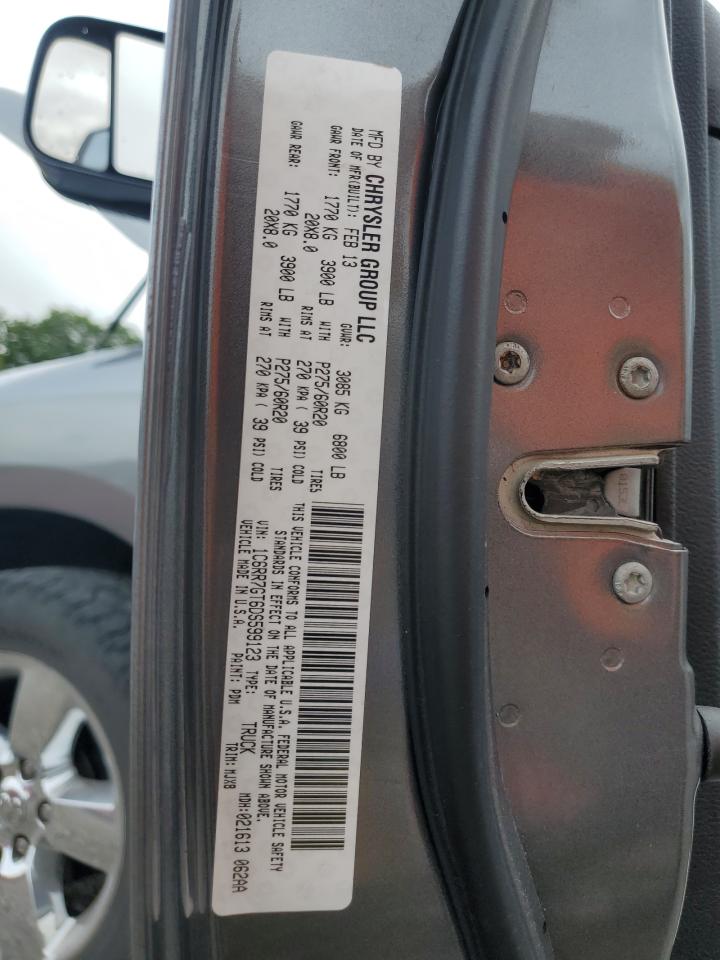 MFD BY CHRYSLER GROUP LLC
DATE OF MFR(BUILT): FEB 13 GVWR: 3085 KG 6800 LB
GAWR FRONT: 1770 KG 3900 LB WITH P275/60R20 TIRES
20X8.0 RIMS AT 270 KPA ( 39 PSI) COLD
GAWR REAR: 1770 KG 3900 LB WITH P275/60R20 TIRES
20X8.0 RIMS AT 270 KPA ( 39 PSI) COLD
THIS VEHICLE CONFORMS TO ALL APPLICABLE U.S.A. FEDERAL MOTOR VEHICLE SAFETY
STANDARDS IN EFFECT ON THE DATE OF MANUFACTURE SHOWN ABOVE.
VIN: 1C6RR7GT6DS599123 TYPE: TRUCK MDH:021613 062AA
VEHICLE MADE IN U.S.A. PAINT: PDM TRIM: MJX8